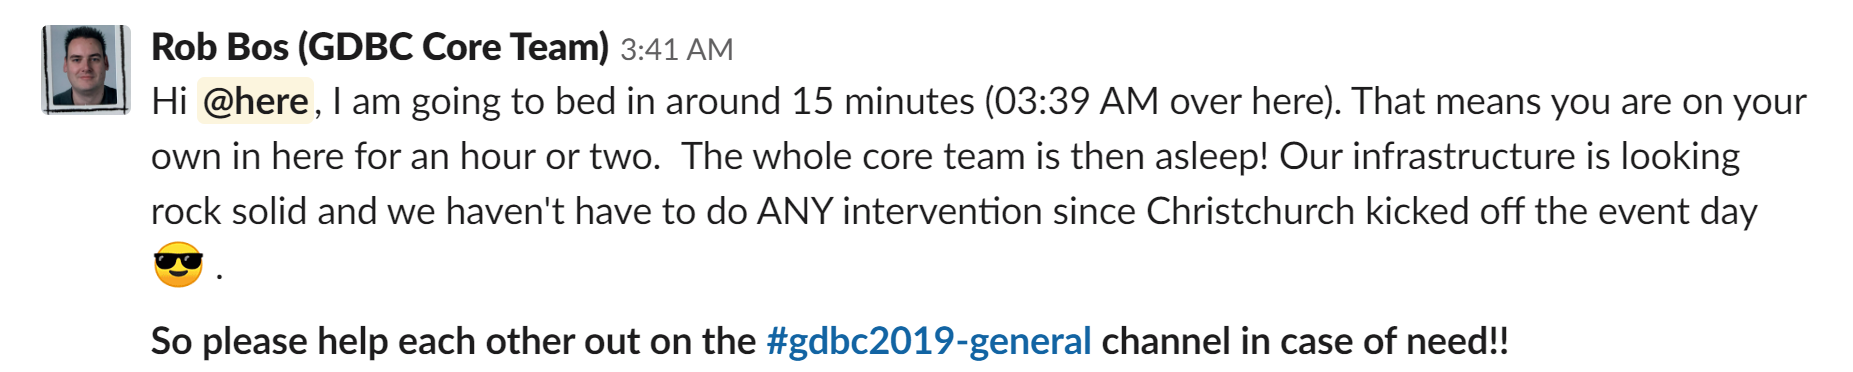 Rob Bos (GDBC Core Team) 3:41 AM
Hi @here, I am going to bed in around 15 minutes (03:39 AM over here). That means you are on your
own in here for an hour or two.  The whole core team is then asleep! Our infrastructure is looking
rock solid and we haven't have to do ANY intervention since Christchurch kicked off the event day
😎 .
So please help each other out on the #gdbc2019-general channel in case of need!!